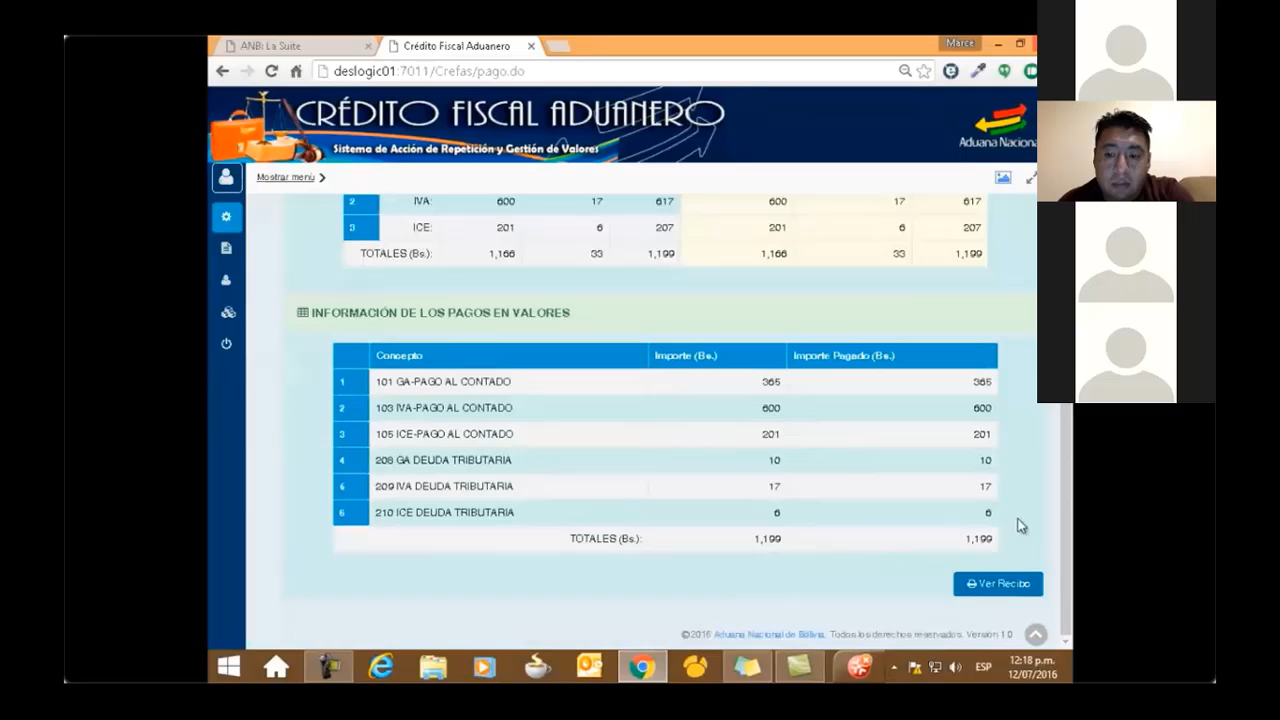 ANB: La Suite
Crédito Fiscal Aduanero
Marce
deslogic01:7011/Crefas/pago.do
CRÉDITO FISCAL ADUANERO
Sistema de Acción de Repetición y Gestión de Valores
Aduana Naciona
Mostrar menú
2 IVA: 600 17 617 600 17 617
3 ICE: 201 6 207 201 6 207
TOTALES (Bs.): 1,166 33 1,199 1,166 33 1,199
INFORMACIÓN DE LOS PAGOS EN VALORES
Concepto Importe (Bs.) Importe Pagado (Bs.)
1 101 GA-PAGO AL CONTADO 365 365
2 103 IVA-PAGO AL CONTADO 600 600
3 105 ICE-PAGO AL CONTADO 201 201
4 208 GA DEUDA TRIBUTARIA 10 10
209 IVA DEUDA TRIBUTARIA 17 17
6 210 ICE DEUDA TRIBUTARIA 6 6
TOTALES (Bs.): 1,199 1,199
Ver Recibo
©2016 Aduana Nacional de Bolivia. Todos los derechos reservados. Versión 1.0
ESP
12:18 p.m.
12/07/2016